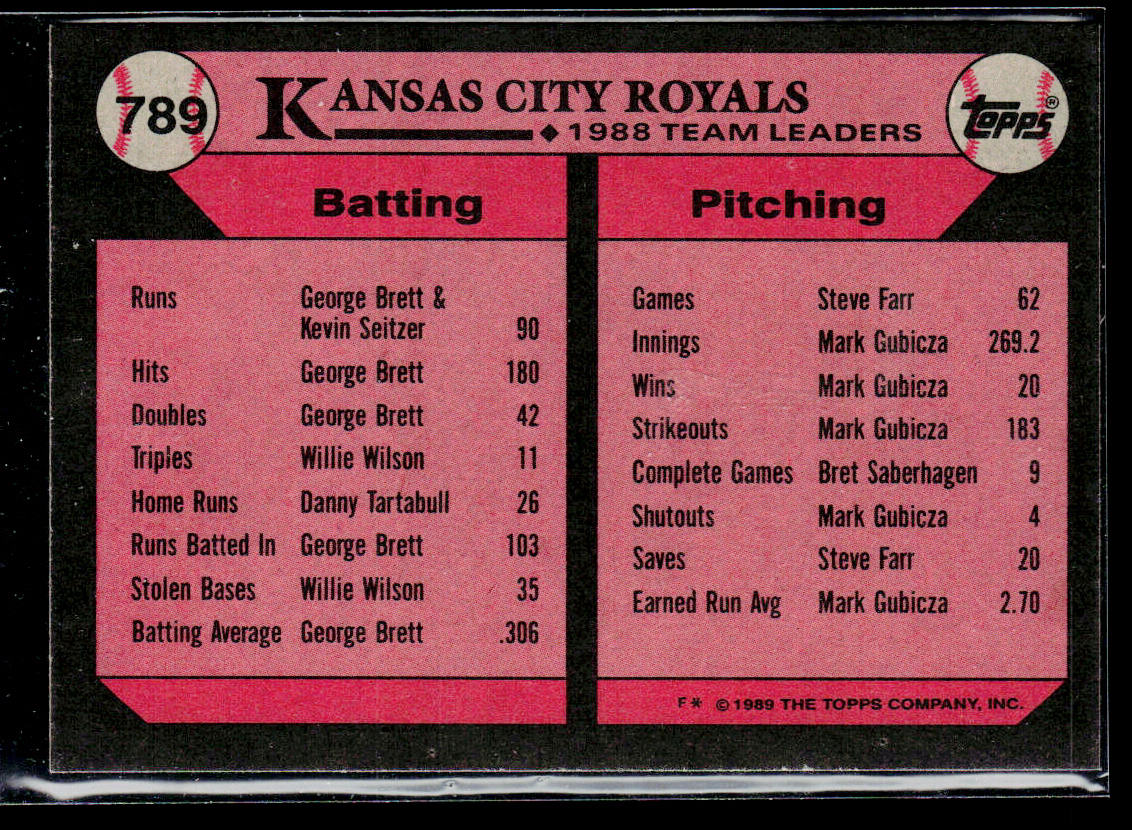 789
KANSAS CITY ROYALS
◆ 1988 TEAM LEADERS
TOPPS®
Batting
Runs George Brett &
Kevin Seitzer 90
Hits George Brett 180
Doubles George Brett 42
Triples Willie Wilson 11
Home Runs Danny Tartabull 26
Runs Batted In George Brett 103
Stolen Bases Willie Wilson 35
Batting Average George Brett .306
Pitching
Games Steve Farr 62
Innings Mark Gubicza 269.2
Wins Mark Gubicza 20
Strikeouts Mark Gubicza 183
Complete Games Bret Saberhagen 9
Shutouts Mark Gubicza 4
Saves Steve Farr 20
Earned Run Avg Mark Gubicza 2.70
F* © 1989 THE TOPPS COMPANY, INC.